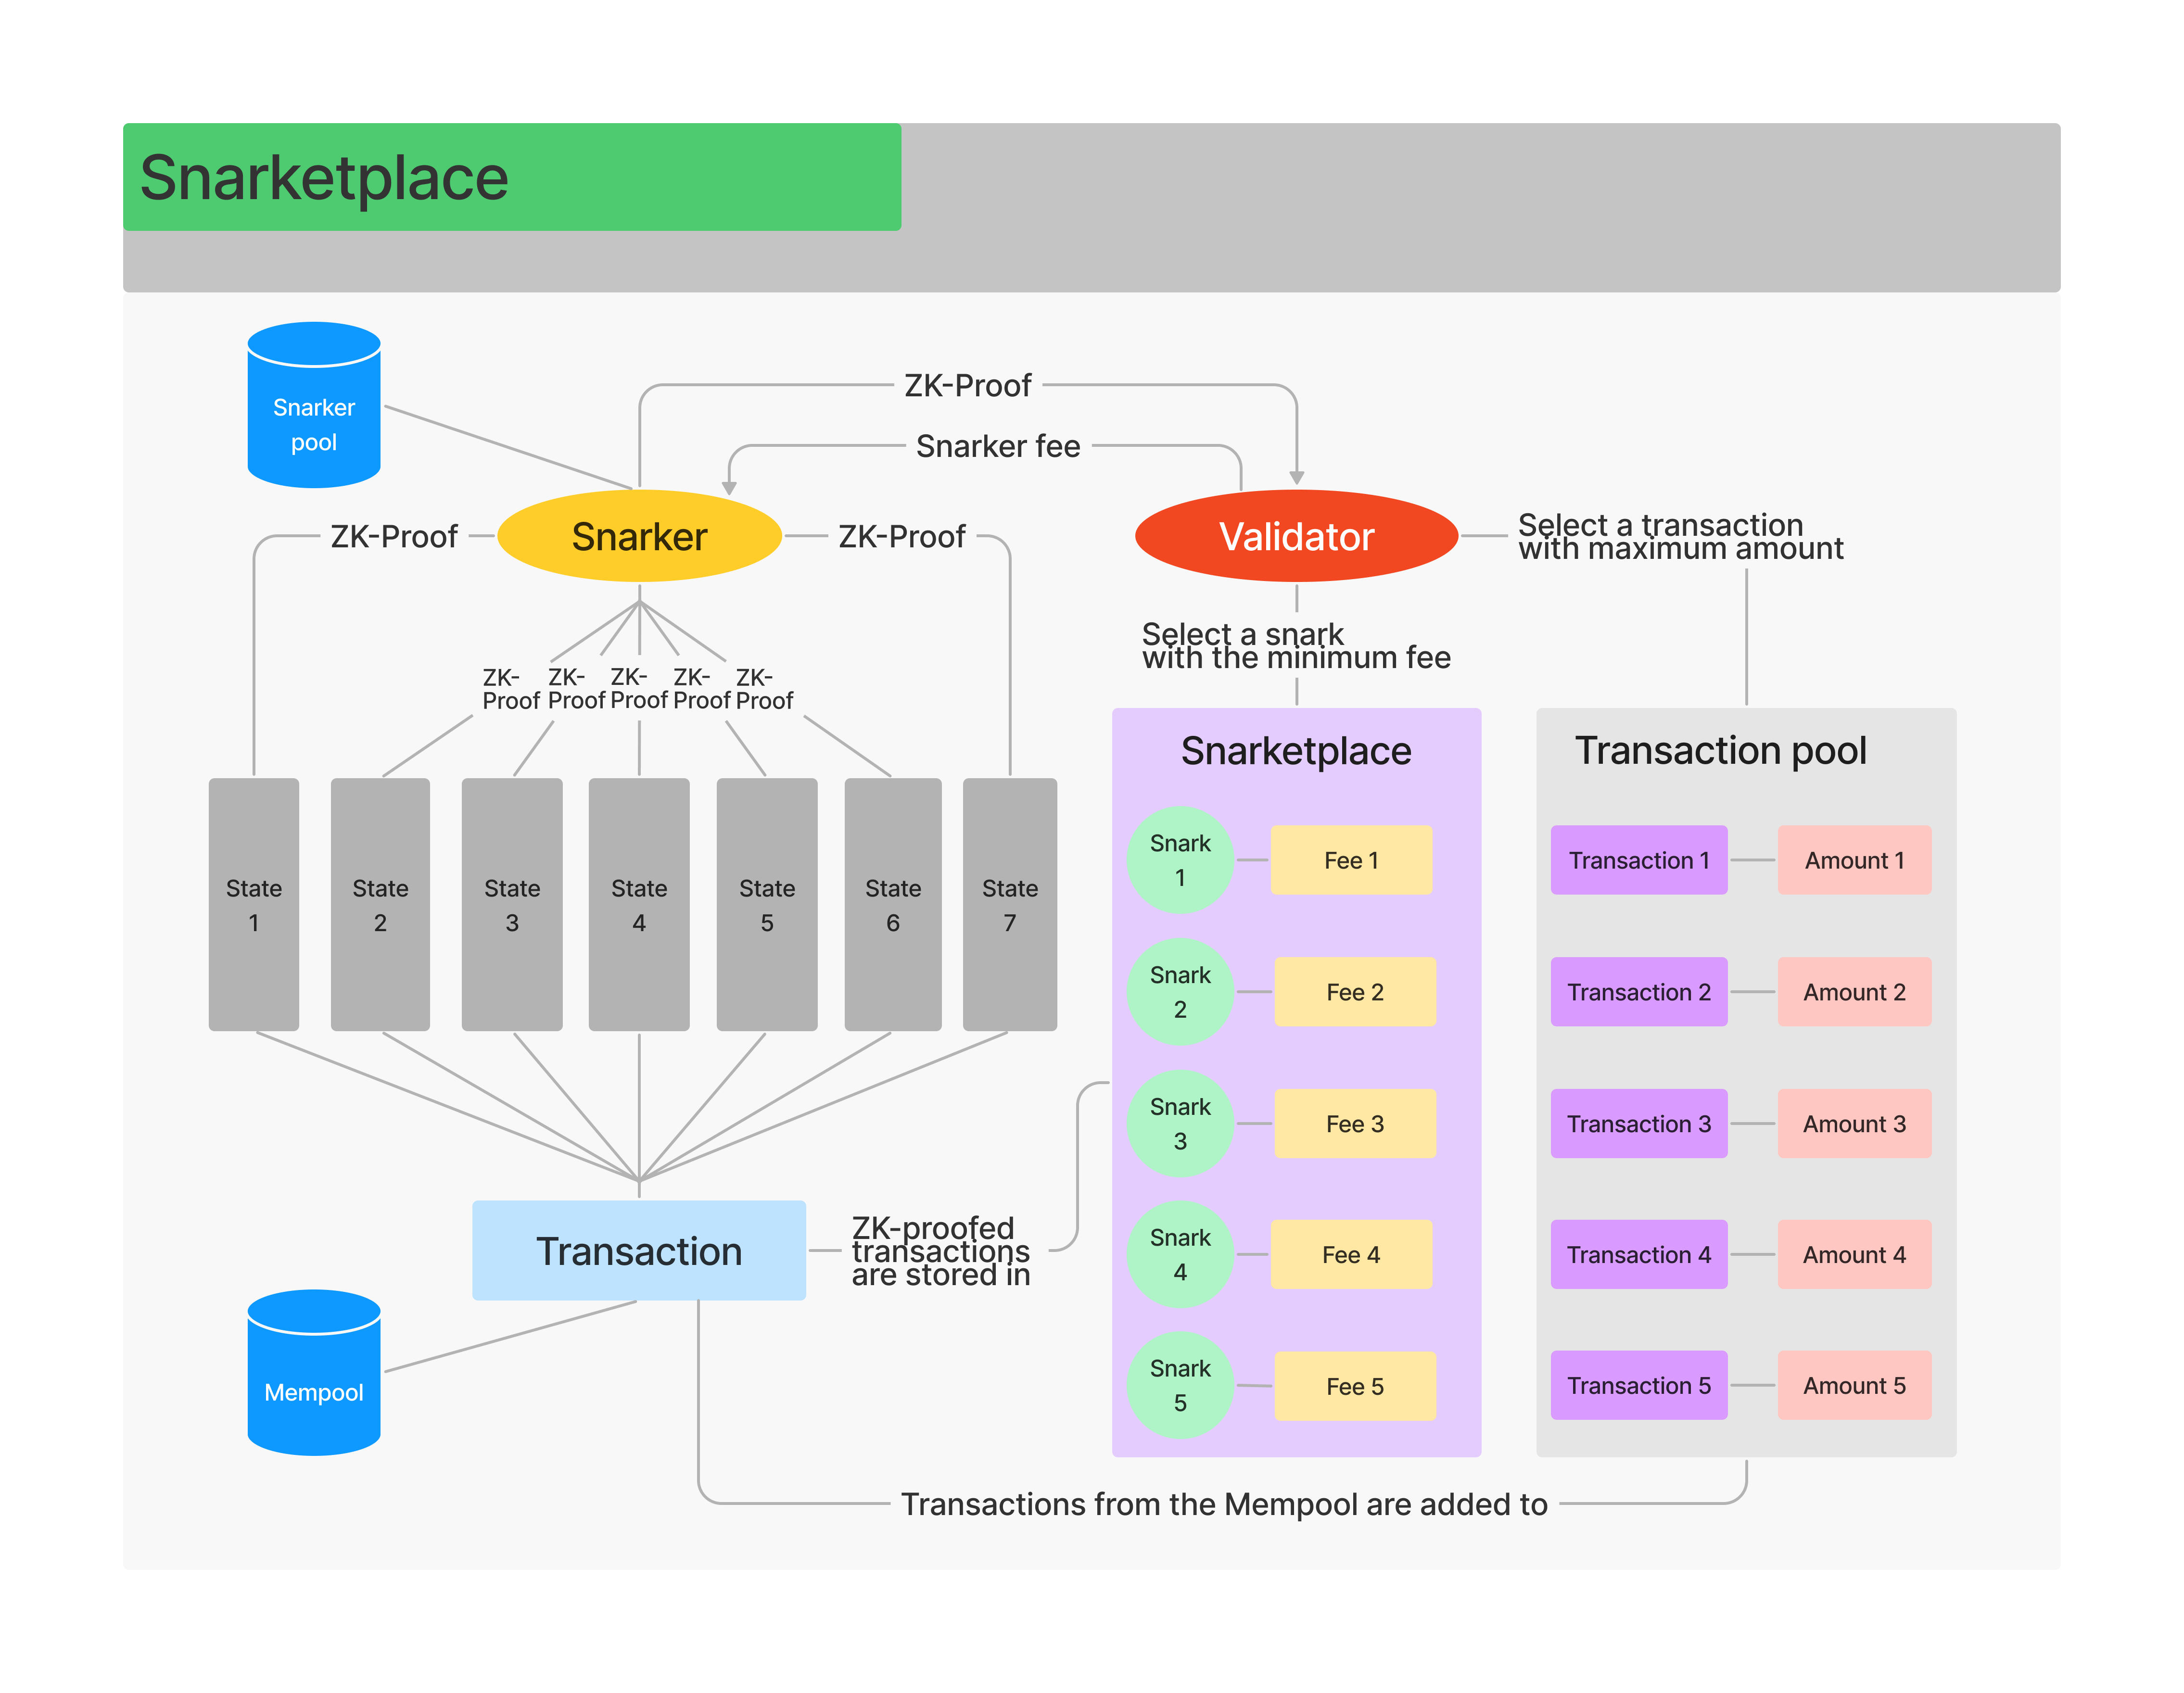 Snarketplace
Snarker
pool
ZK-Proof
Snarker fee
ZK-Proof
Snarker
ZK-Proof
Validator
Select a transaction
with maximum amount
Select a snark
with the minimum fee
ZK-
Proof
ZK-
Proof
ZK-
Proof
ZK-
Proof
ZK-
Proof
State
1
State
2
State
3
State
4
State
5
State
6
State
7
Transaction
ZK-proofed
transactions
are stored in
Mempool
Snarketplace
Snark
1
Fee 1
Snark
2
Fee 2
Snark
3
Fee 3
Snark
4
Fee 4
Snark
5
Fee 5
Transaction pool
Transaction 1
Amount 1
Transaction 2
Amount 2
Transaction 3
Amount 3
Transaction 4
Amount 4
Transaction 5
Amount 5
Transactions from the Mempool are added to